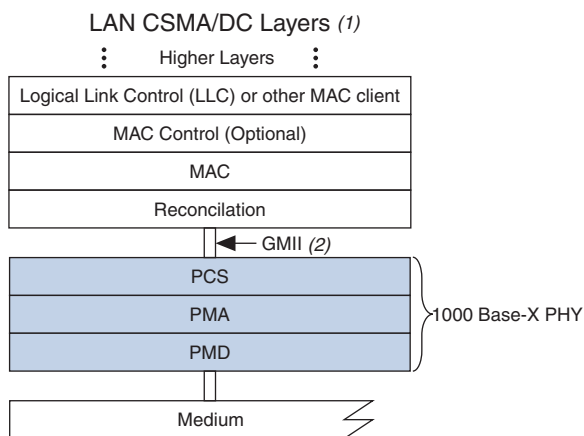 LAN CSMA/DC Layers (1)
Higher Layers
Logical Link Control (LLC) or other MAC client
MAC Control (Optional)
MAC
Reconcilation
GMII (2)
PCS
PMA
1000 Base-X PHY
PMD
Medium